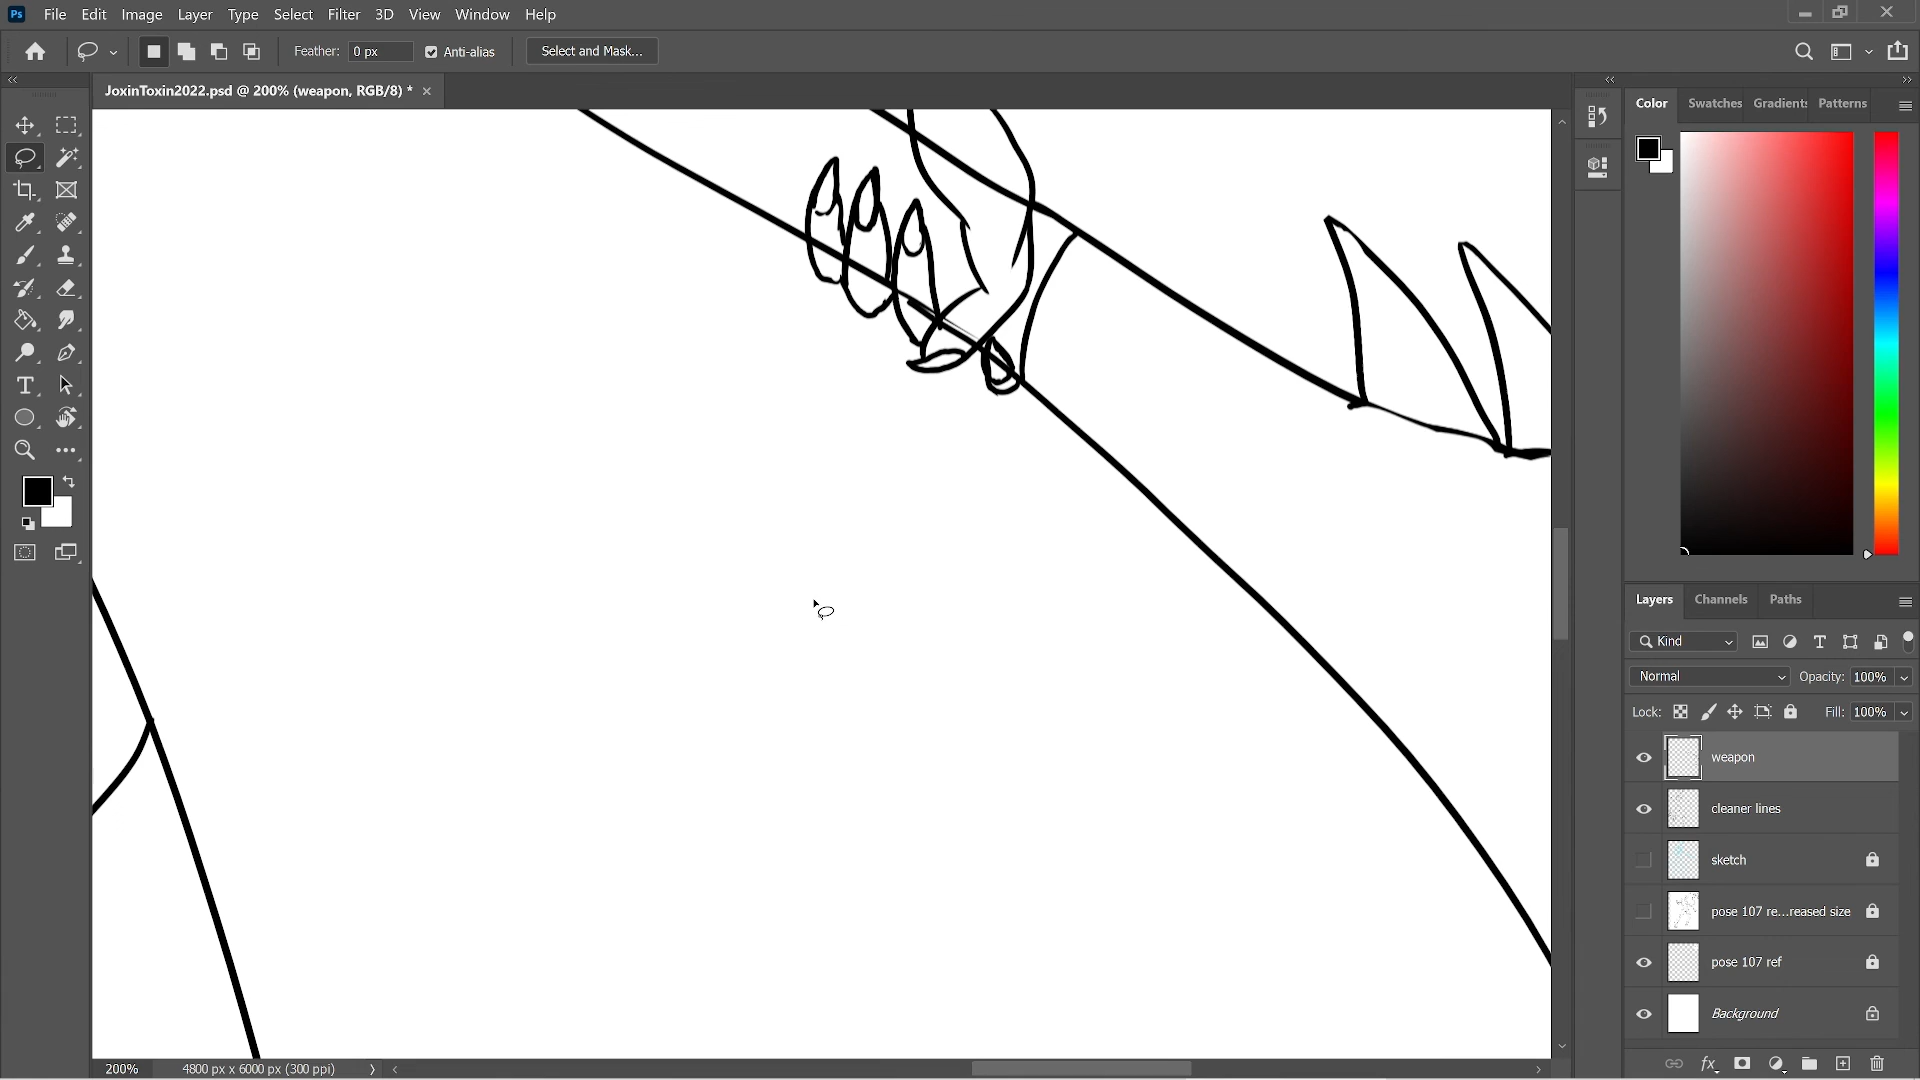 Ps File Edit Image Layer Type Select Filter 3D View Window Help
Feather: 0 px Anti-alias Select and Mask...
JoxinToxin2022.psd @ 200% (weapon, RGB/8) *
Color Swatches Gradients Patterns
Layers Channels Paths
Kind
Normal Opacity: 100%
Lock: Fill: 100%
weapon
cleaner lines
sketch
pose 107 re...reased size
pose 107 ref
Background
200% 4800 px x 6000 px (300 ppi)
fx